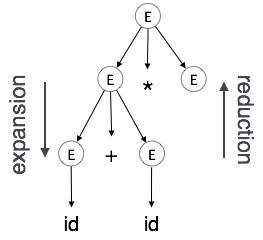 E
E * E
expansion
reduction
E + E
id id